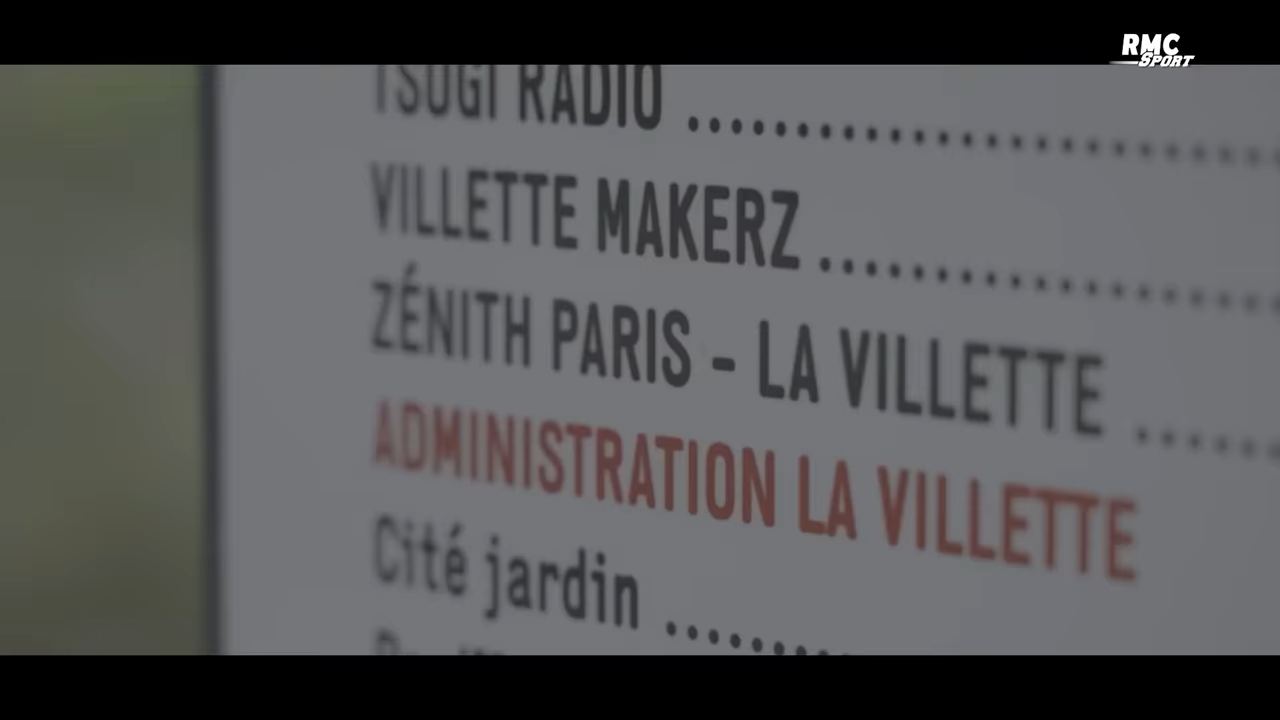 RMC
SPORT
TSUGI RADIO ..............................
VILLETTE MAKERZ ........................
ZÉNITH PARIS - LA VILLETTE .......
ADMINISTRATION LA VILLETTE
Cité jardin .........